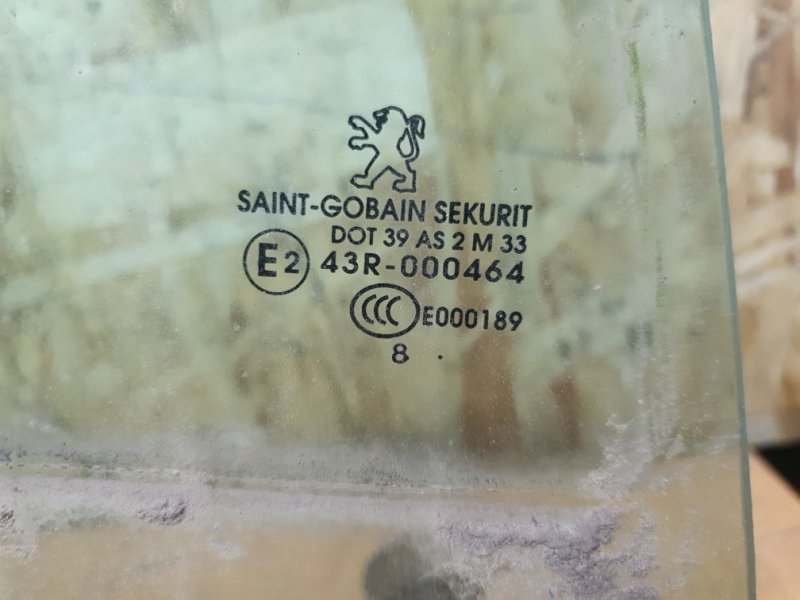 SAINT-GOBAIN SEKURIT
DOT 39 AS 2 M 33
E2 43R-000464
CCC E000189
8 .